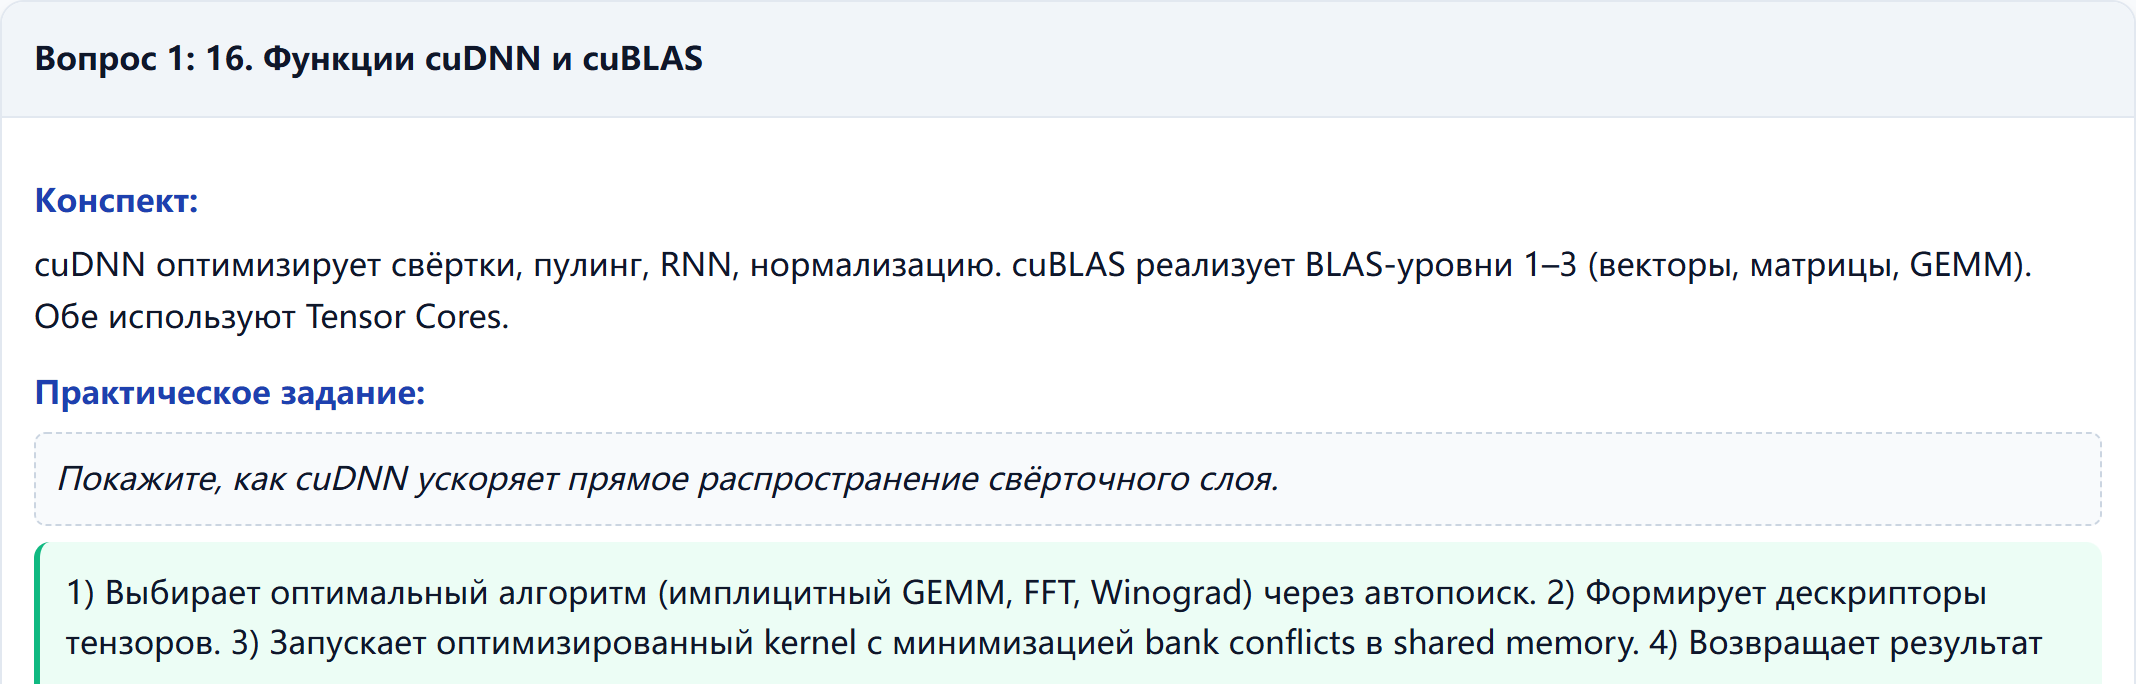 Вопрос 1: 16. Функции cuDNN и cuBLAS
Конспект:
cuDNN оптимизирует свёртки, пулинг, RNN, нормализацию. cuBLAS реализует BLAS-уровни 1–3 (векторы, матрицы, GEMM).
Обе используют Tensor Cores.
Практическое задание:
Покажите, как cuDNN ускоряет прямое распространение свёрточного слоя.
1) Выбирает оптимальный алгоритм (имплицитный GEMM, FFT, Winograd) через автопоиск. 2) Формирует дескрипторы
тензоров. 3) Запускает оптимизированный kernel с минимизацией bank conflicts в shared memory. 4) Возвращает результат